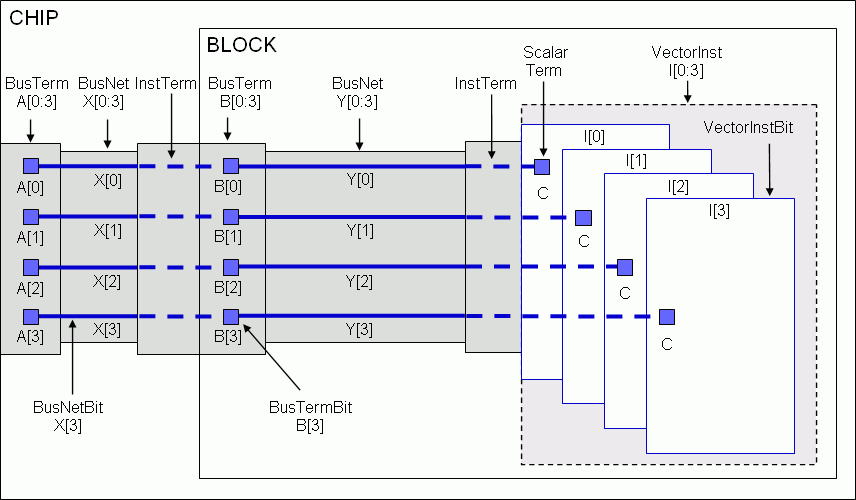 CHIP
BLOCK
BusTerm
A[0:3]
BusNet
X[0:3]
InstTerm
BusTerm
B[0:3]
BusNet
Y[0:3]
InstTerm
Scalar
Term
VectorInst
I[0:3]
VectorInstBit
I[0]
I[1]
I[2]
I[3]
A[0]
X[0]
B[0]
Y[0]
C
A[1]
X[1]
B[1]
Y[1]
C
A[2]
X[2]
B[2]
Y[2]
C
A[3]
X[3]
B[3]
Y[3]
C
BusNetBit
X[3]
BusTermBit
B[3]